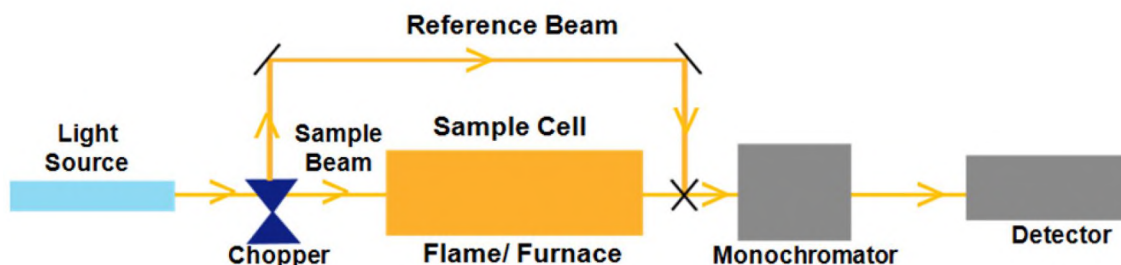 Reference Beam
Light
Source
Sample
Beam
Sample Cell
Chopper
Flame/ Furnace
Monochromator
Detector